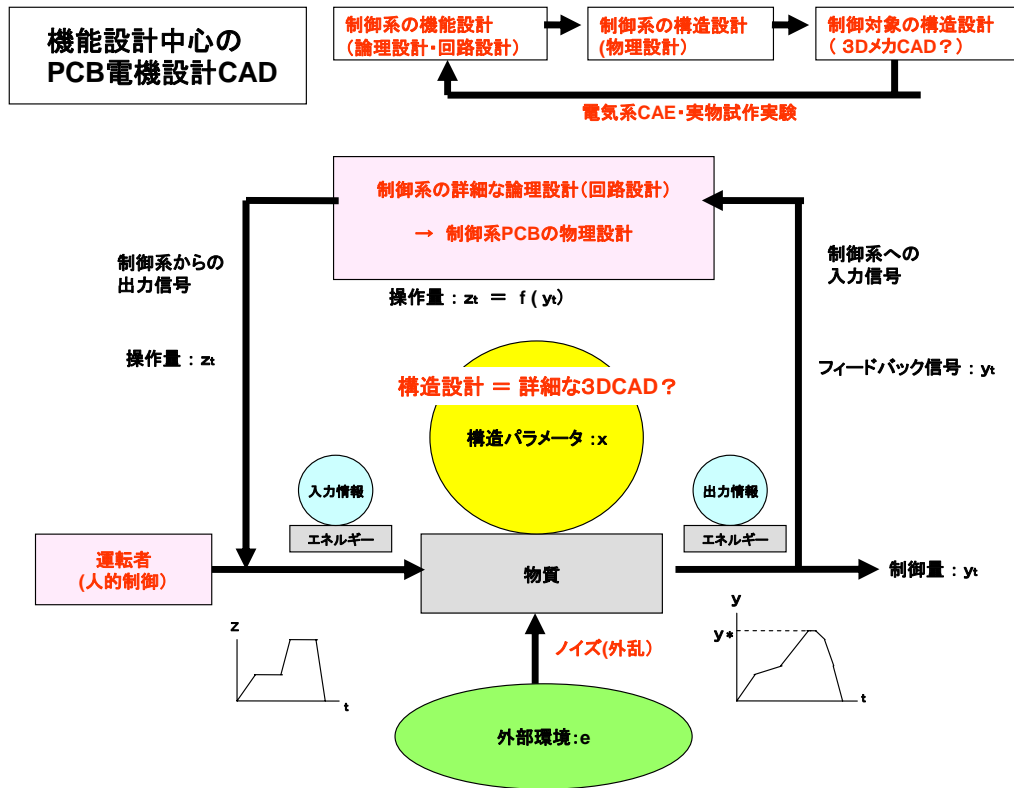 機能設計中心の
PCB電機設計CAD
制御系の機能設計
(論理設計・回路設計)
制御系の構造設計
(物理設計)
制御対象の構造設計
( 3DメカCAD?)
電気系CAE・実物試作実験
制御系の詳細な論理設計(回路設計)
→ 制御系PCBの物理設計
制御系からの
出力信号
制御系への
入力信号
操作量 : zt = f ( yt)
操作量 : zt
フィードバック信号 : yt
構造設計 = 詳細な3DCAD?
構造パラメータ :x
入力情報
エネルギー
出力情報
エネルギー
運転者
(人的制御)
物質
制御量 : yt
z
t
y
y*
t
ノイズ(外乱)
外部環境:e